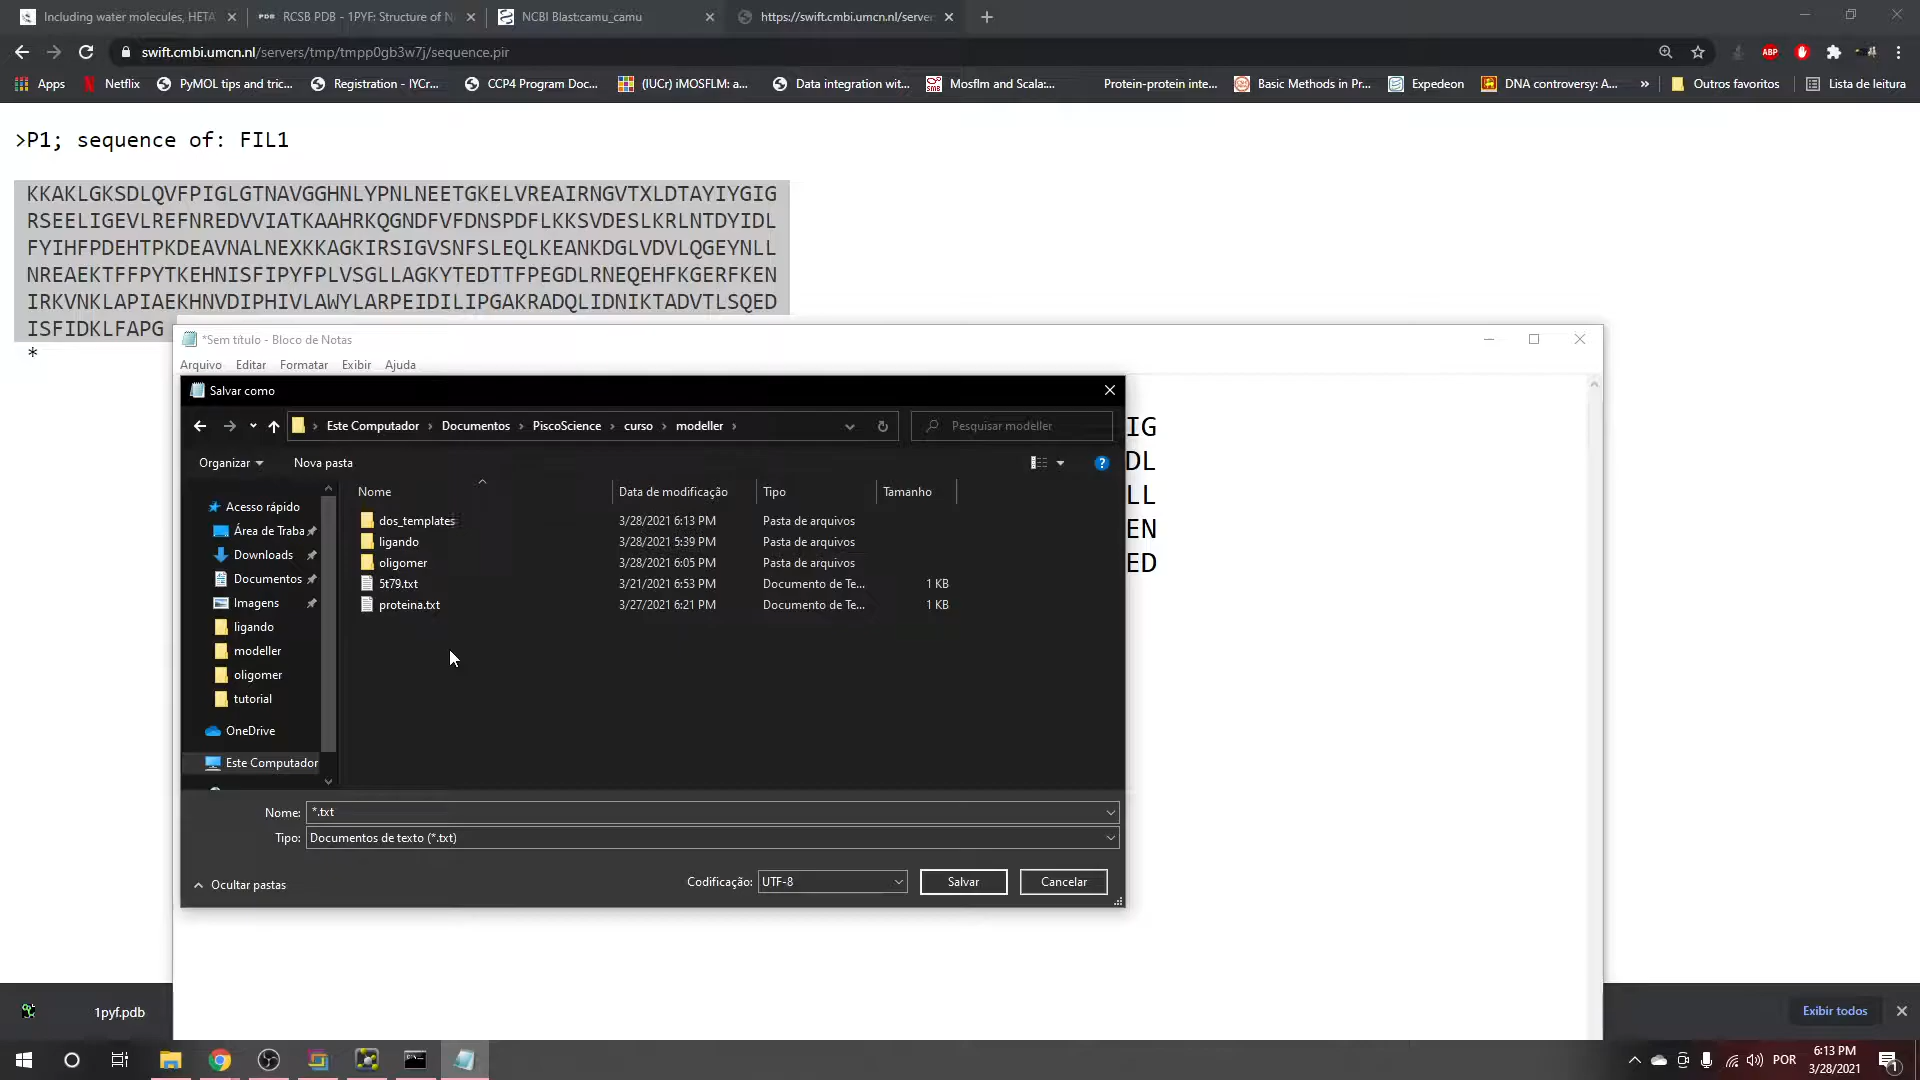 Including water molecules, HETA
RCSB PDB - 1PYF: Structure of N
NCBI Blast:camu_camu
https://swift.cmbi.umcn.nl/server
swift.cmbi.umcn.nl/servers/tmp/tmpp0gb3w7j/sequence.pir
Apps
Netflix
PyMOL tips and tric...
Registration - IYCr...
CCP4 Program Doc...
(IUCr) iMOSFLM: a...
Data integration wit...
Mosflm and Scala:...
Protein-protein inte...
Basic Methods in Pr...
Expedeon
DNA controversy: A...
»
Outros favoritos
Lista de leitura
>P1; sequence of: FIL1
KKAKLGKSDLQVFPIGLGTNAVGGHNLYPNLNEETGKELVREAIRNGVTXLDTAYIYGIG
RSEELIGEVLREFNREDVVIATKAAHRKQGNDFVFDNSPDFLKKSVDESLKRLNTDYIDL
FYIHFPDEHTPKDEAVNALNEXKKAGKIRSIGVSNFSLEQLKEANKDGLVDVLQGEYNLL
NREAEKTFFPYTKEHNISFIPYFPLVSGLLAGKYTEDTTFPEGDLRNEQEHFKGERFKEN
IRKVNKLAPIAEKHNVDIPHIVLAWYLARPEIDILIPGAKRADQLIDNIKTADVTLSQED
ISFIDKLFAPG
*
*Sem título - Bloco de Notas
Arquivo Editar Formatar Exibir Ajuda
IG
DL
LL
EN
ED
Salvar como
Este Computador › Documentos › PiscoScience › curso › modeller ›
Pesquisar modeller
Organizar
Nova pasta
Nome Data de modificação Tipo Tamanho
dos_templates 3/28/2021 6:13 PM Pasta de arquivos
ligando 3/28/2021 5:39 PM Pasta de arquivos
oligomer 3/28/2021 6:05 PM Pasta de arquivos
5t79.txt 3/21/2021 6:53 PM Documento de Te... 1 KB
proteina.txt 3/27/2021 6:21 PM Documento de Te... 1 KB
Acesso rápido
Área de Traba
Downloads
Documentos
Imagens
ligando
modeller
oligomer
tutorial
OneDrive
Este Computador
Nome: *.txt
Tipo: Documentos de texto (*.txt)
Ocultar pastas
Codificação: UTF-8
Salvar
Cancelar
1pyf.pdb
Exibir todos
POR
6:13 PM
3/28/2021
1